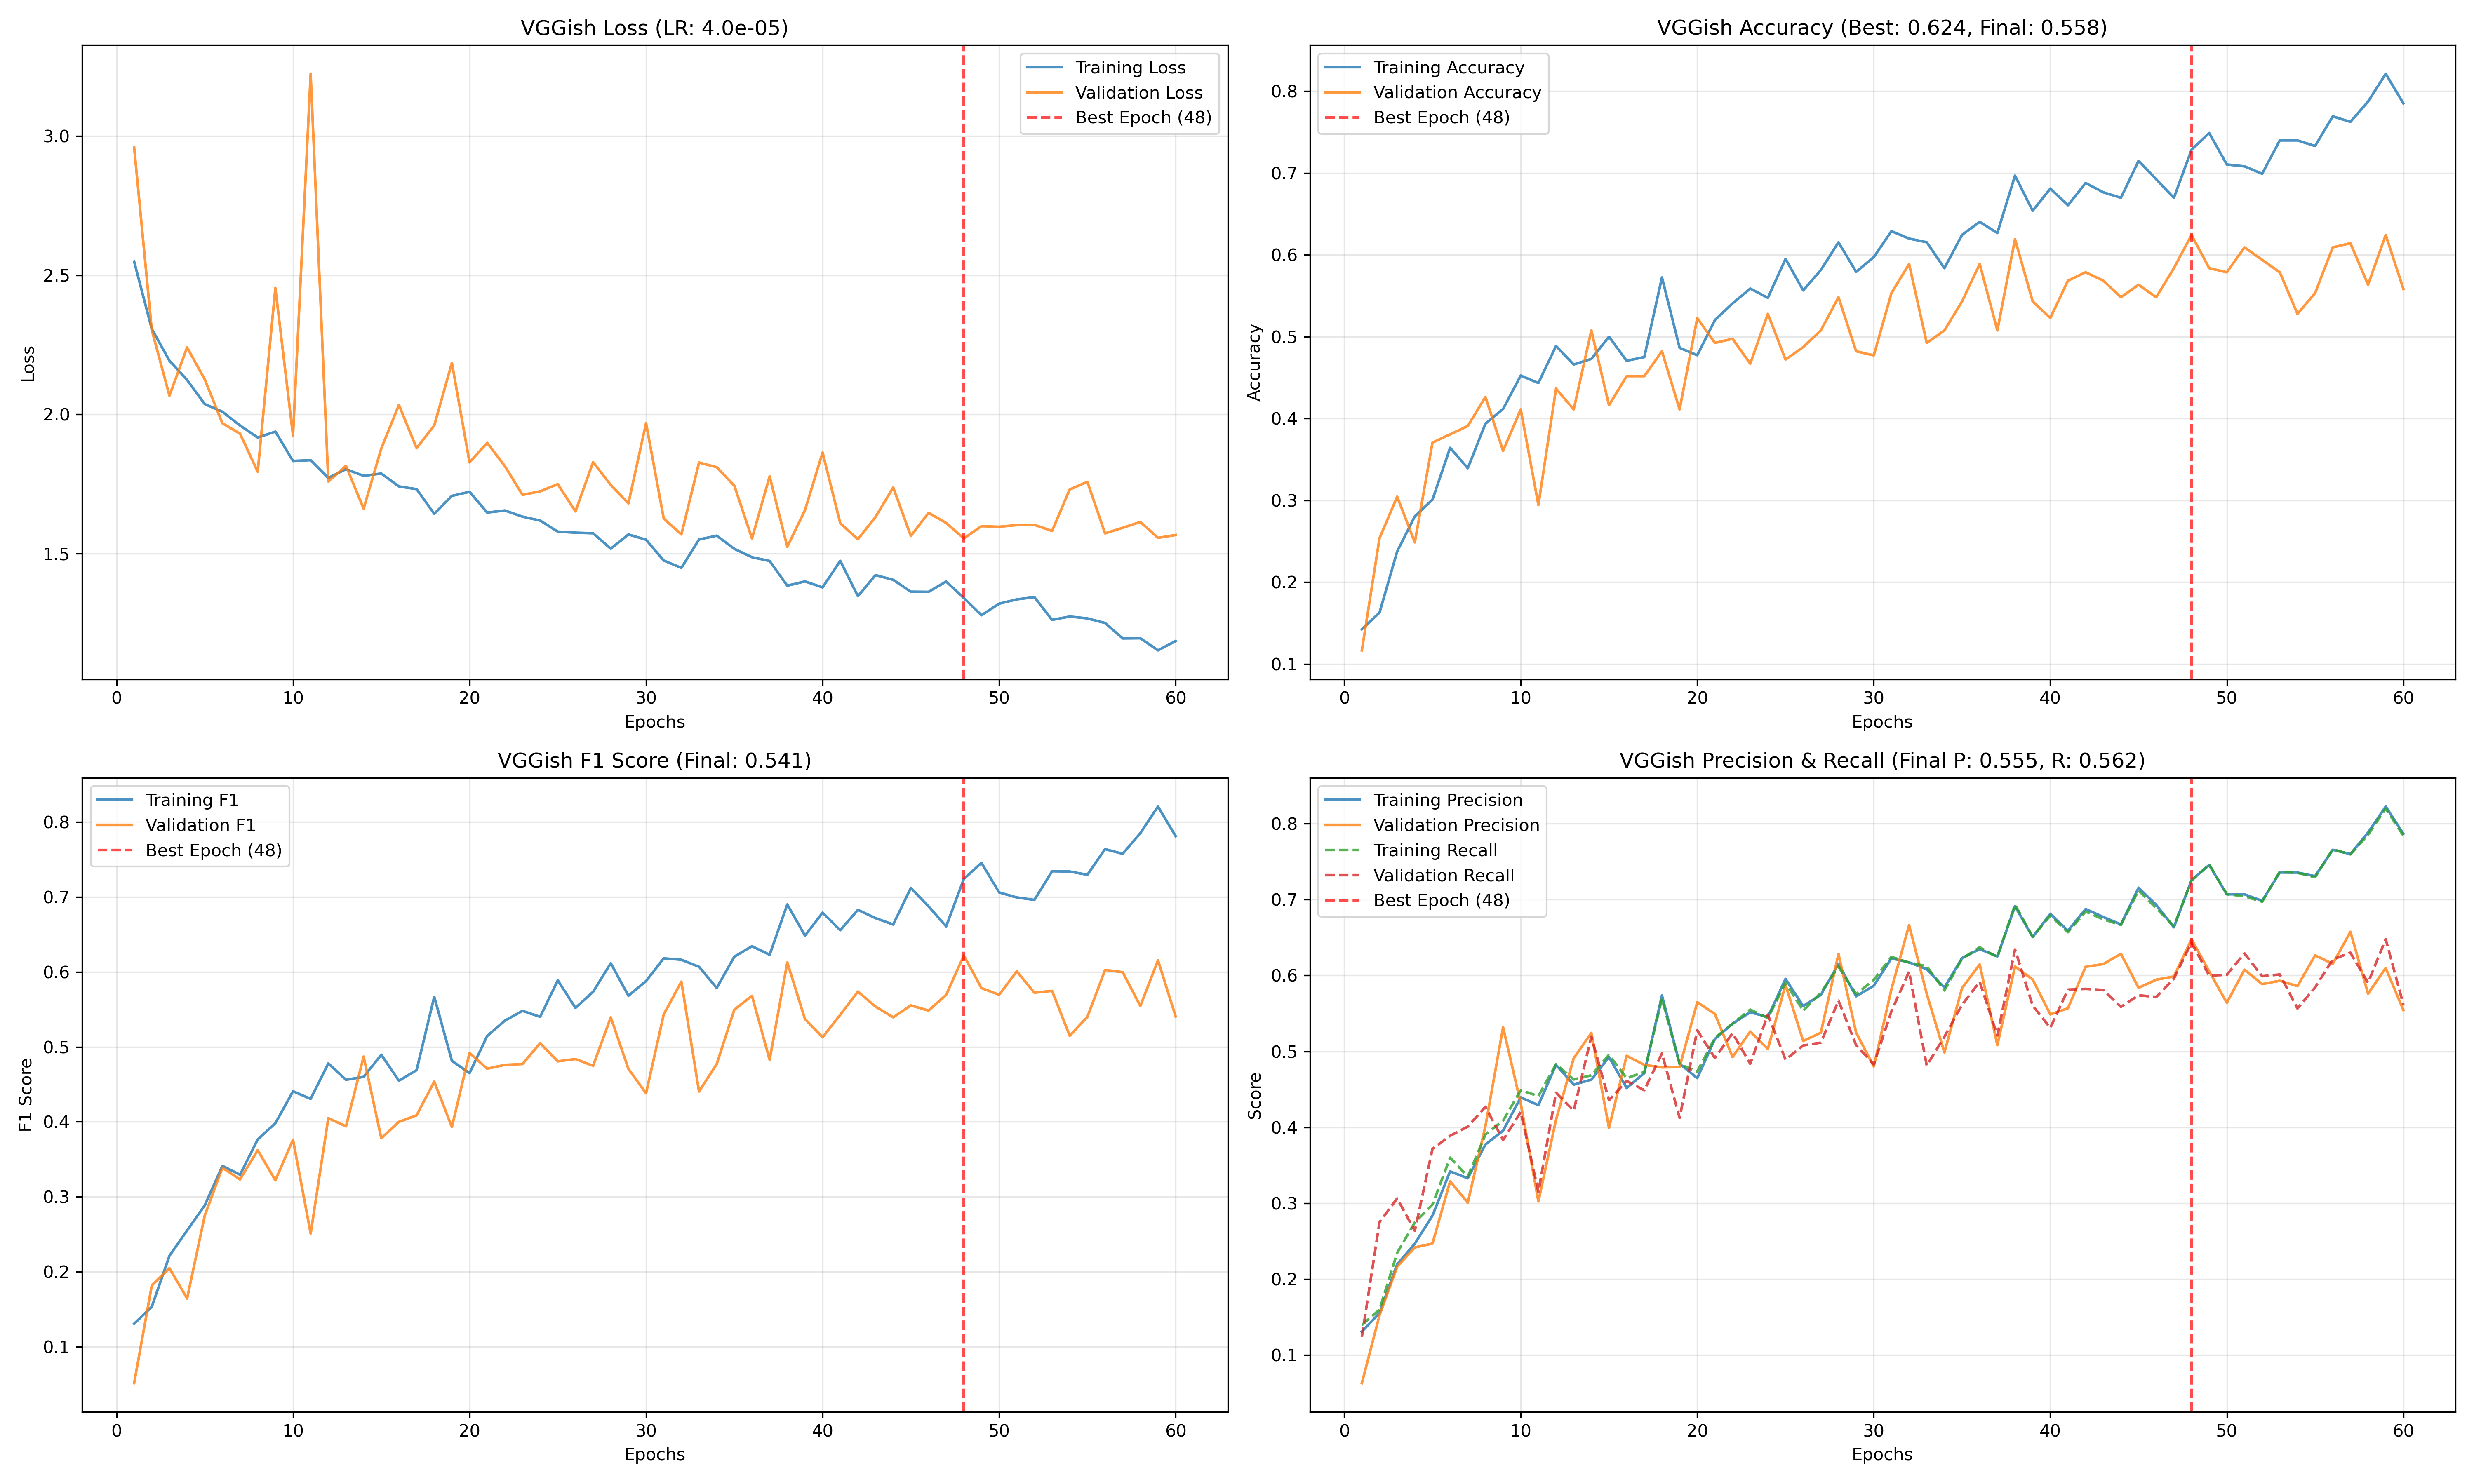 VGGish Loss (LR: 4.0e-05)
Training Loss
Validation Loss
Best Epoch (48)
Loss
3.0
2.5
2.0
1.5
0 10 20 30 40 50 60
Epochs
VGGish Accuracy (Best: 0.624, Final: 0.558)
Training Accuracy
Validation Accuracy
Best Epoch (48)
Accuracy
0.8
0.7
0.6
0.5
0.4
0.3
0.2
0.1
0 10 20 30 40 50 60
Epochs
VGGish F1 Score (Final: 0.541)
Training F1
Validation F1
Best Epoch (48)
F1 Score
0.8
0.7
0.6
0.5
0.4
0.3
0.2
0.1
0 10 20 30 40 50 60
Epochs
VGGish Precision & Recall (Final P: 0.555, R: 0.562)
Training Precision
Validation Precision
Training Recall
Validation Recall
Best Epoch (48)
Score
0.8
0.7
0.6
0.5
0.4
0.3
0.2
0.1
0 10 20 30 40 50 60
Epochs